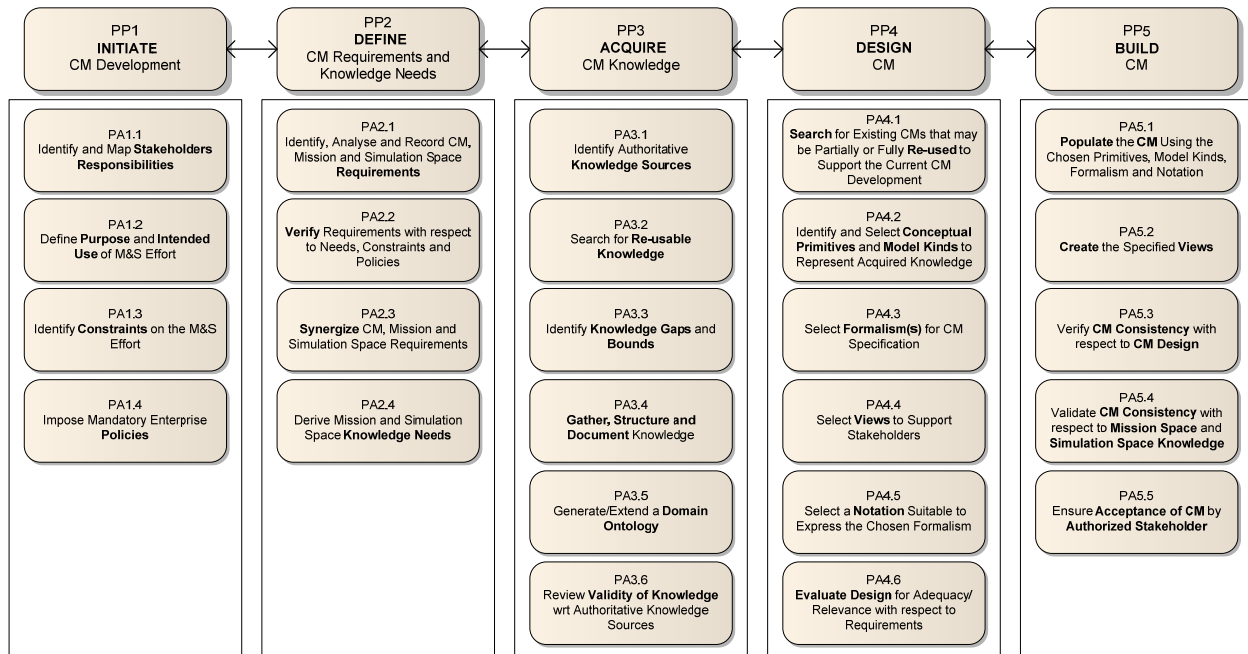 PP1
INITIATE
CM Development
PP2
DEFINE
CM Requirements and
Knowledge Needs
PP3
ACQUIRE
CM Knowledge
PP4
DESIGN
CM
PP5
BUILD
CM
PA1.1
Identify and Map Stakeholders
Responsibilities
PA1.2
Define Purpose and Intended
Use of M&S Effort
PA1.3
Identify Constraints on the M&S
Effort
PA1.4
Impose Mandatory Enterprise
Policies
PA2.1
Identify, Analyse and Record CM,
Mission and Simulation Space
Requirements
PA2.2
Verify Requirements with respect
to Needs, Constraints and
Policies
PA2.3
Synergize CM, Mission and
Simulation Space Requirements
PA2.4
Derive Mission and Simulation
Space Knowledge Needs
PA3.1
Identify Authoritative
Knowledge Sources
PA3.2
Search for Re-usable
Knowledge
PA3.3
Identify Knowledge Gaps and
Bounds
PA3.4
Gather, Structure and
Document Knowledge
PA3.5
Generate/Extend a Domain
Ontology
PA3.6
Review Validity of Knowledge
wrt Authoritative Knowledge
Sources
PA4.1
Search for Existing CMs that may
be Partially or Fully Re-used to
Support the Current CM
Development
PA4.2
Identify and Select Conceptual
Primitives and Model Kinds to
Represent Acquired Knowledge
PA4.3
Select Formalism(s) for CM
Specification
PA4.4
Select Views to Support
Stakeholders
PA4.5
Select a Notation Suitable to
Express the Chosen Formalism
PA4.6
Evaluate Design for Adequacy/
Relevance with respect to
Requirements
PA5.1
Populate the CM Using the
Chosen Primitives, Model Kinds,
Formalism and Notation
PA5.2
Create the Specified Views
PA5.3
Verify CM Consistency with
respect to CM Design
PA5.4
Validate CM Consistency with
respect to Mission Space and
Simulation Space Knowledge
PA5.5
Ensure Acceptance of CM by
Authorized Stakeholder